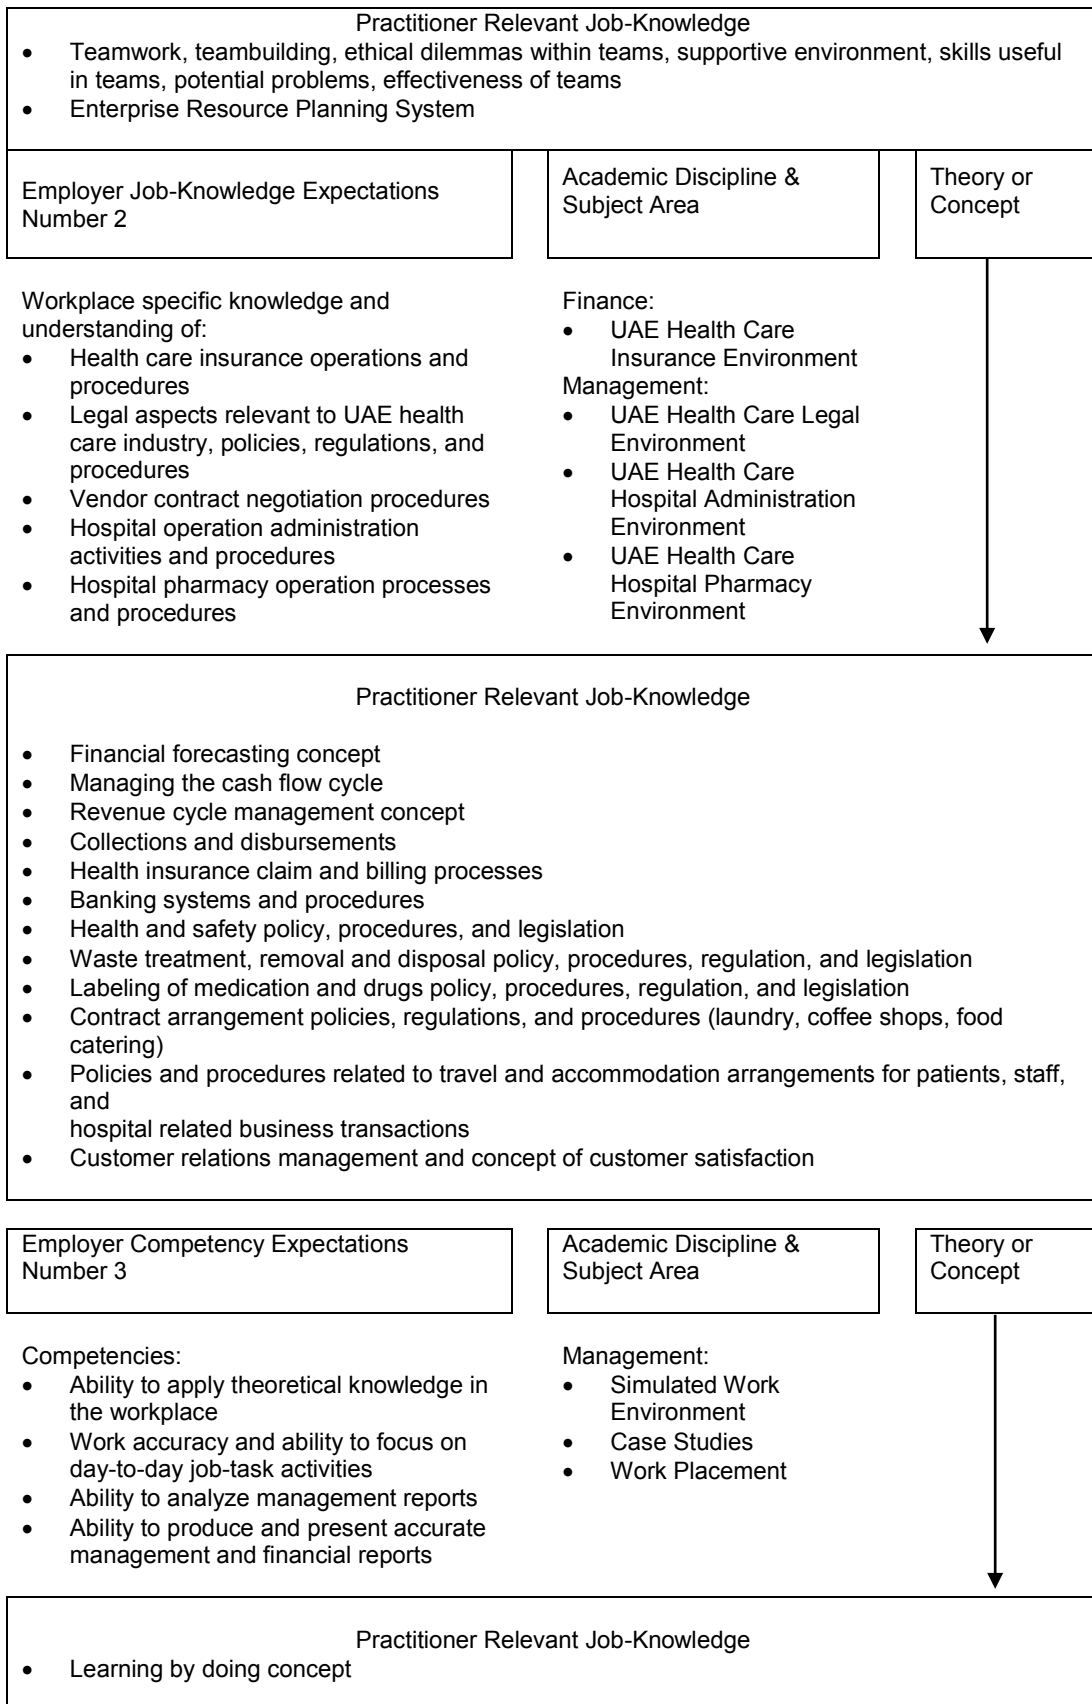 Practitioner Relevant Job-Knowledge
• Teamwork, teambuilding, ethical dilemmas within teams, supportive environment, skills useful
in teams, potential problems, effectiveness of teams
• Enterprise Resource Planning System
Employer Job-Knowledge Expectations
Number 2
Academic Discipline &
Subject Area
Theory or
Concept
Workplace specific knowledge and
understanding of:
• Health care insurance operations and
procedures
• Legal aspects relevant to UAE health
care industry, policies, regulations, and
procedures
• Vendor contract negotiation procedures
• Hospital operation administration
activities and procedures
• Hospital pharmacy operation processes
and procedures
Finance:
• UAE Health Care
Insurance Environment
Management:
• UAE Health Care Legal
Environment
• UAE Health Care
Hospital Administration
Environment
• UAE Health Care
Hospital Pharmacy
Environment
Practitioner Relevant Job-Knowledge
• Financial forecasting concept
• Managing the cash flow cycle
• Revenue cycle management concept
• Collections and disbursements
• Health insurance claim and billing processes
• Banking systems and procedures
• Health and safety policy, procedures, and legislation
• Waste treatment, removal and disposal policy, procedures, regulation, and legislation
• Labeling of medication and drugs policy, procedures, regulation, and legislation
• Contract arrangement policies, regulations, and procedures (laundry, coffee shops, food
catering)
• Policies and procedures related to travel and accommodation arrangements for patients, staff,
and
hospital related business transactions
• Customer relations management and concept of customer satisfaction
Employer Competency Expectations
Number 3
Academic Discipline &
Subject Area
Theory or
Concept
Competencies:
• Ability to apply theoretical knowledge in
the workplace
• Work accuracy and ability to focus on
day-to-day job-task activities
• Ability to analyze management reports
• Ability to produce and present accurate
management and financial reports
Management:
• Simulated Work
Environment
• Case Studies
• Work Placement
Practitioner Relevant Job-Knowledge
• Learning by doing concept